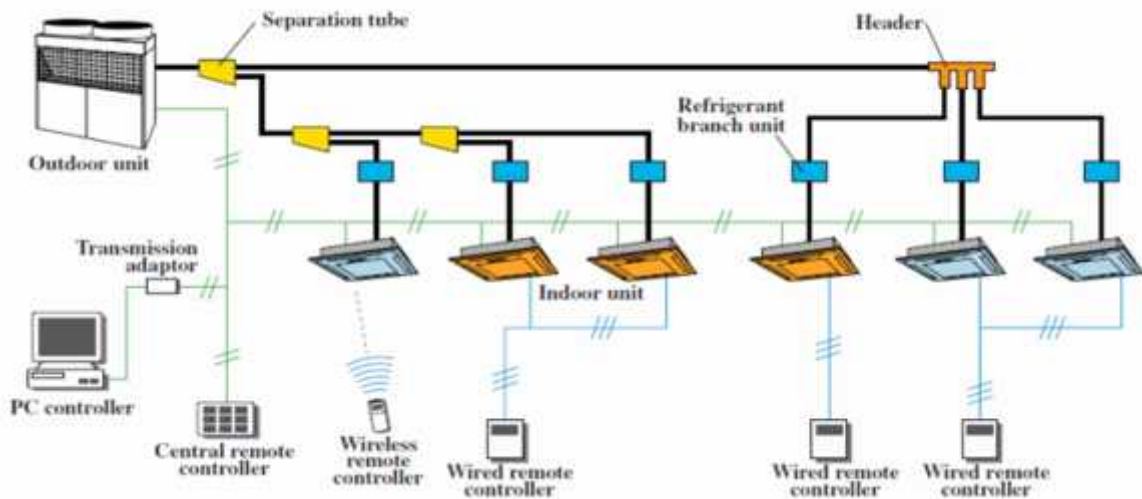 Separation tube
Header
Refrigerant
branch unit
Outdoor unit
Transmission
adaptor
Indoor unit
PC controller
Central remote
controller
Wireless
remote
controller
Wired remote
controller
Wired remote
controller
Wired remote
controller